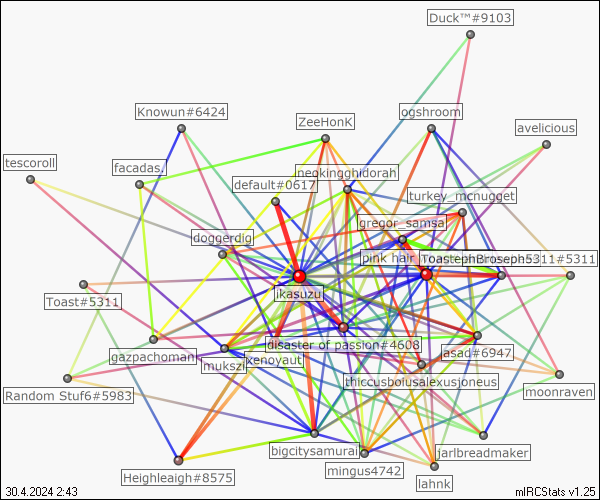 Duck™#9103
Knowun#6424
ogshroom
ZeeHonK
avelicious
tescoroll
facadas.
neokingghidorah
default#0617
turkey_mcnugget
gregor_samsa
doggerdig
pink hair
5311#5311
jkasuzu
Toast#5311
disaster of passion#4608
asad#6947
gazpachoman
mukszi
xenoyaut
thiccusboiusalexusjoneus
Random Stuf6#5983
moonraven
bigcitysamurai
jarlbreadmaker
Heighleaigh#8575
mingus4742
lahnk
30.4.2024 2:43
mIRCStats v1.25